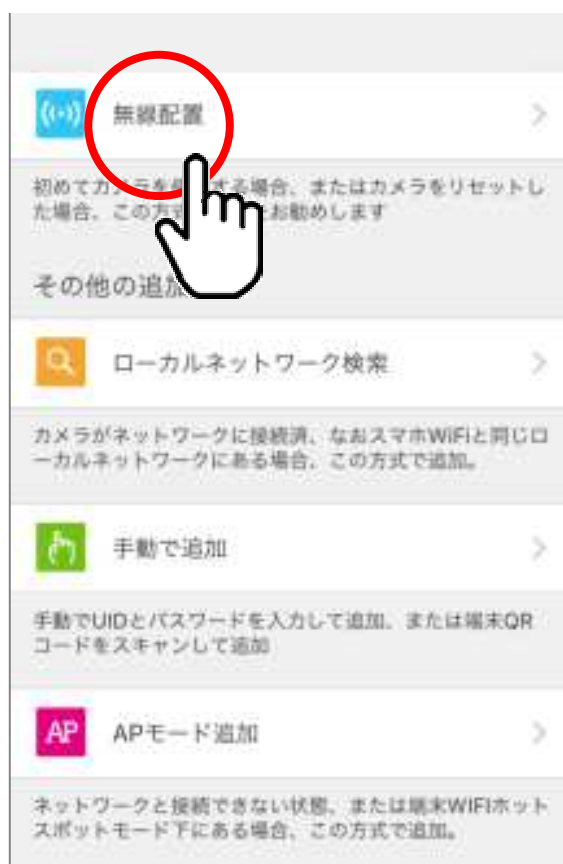 無線配置
初めてカメラを する場合、またはカメラをリセットし
た場合、この方 お勧めします
その他の追加
ローカルネットワーク検索
カメラがネットワークに接続済、なおスマホWiFiと同じロ
ーカルネットワークにある場合、この方式で追加。
手動で追加
手動でUIDとパスワードを入力して追加、または端末QR
コードをスキャンして追加
AP APモード追加
ネットワークと接続できない状態、または端末WIFIホット
スポットモード下にある場合、この方式で追加。